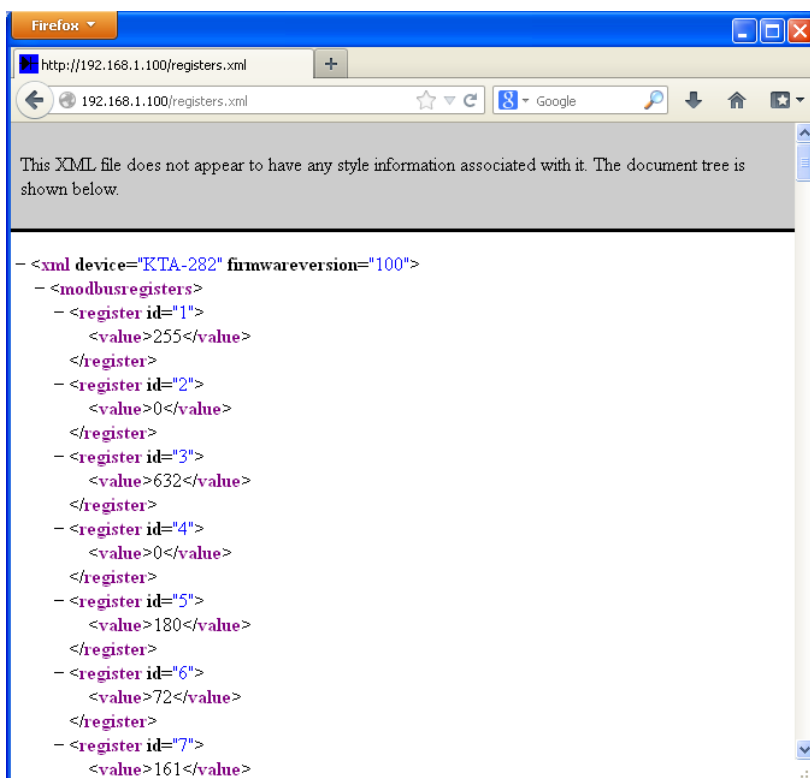 Firefox
http://192.168.1.100/registers.xml
192.168.1.100/registers.xml
Google
This XML file does not appear to have any style information associated with it. The document tree is
shown below.
− <xml device="KTA-282" firmwareversion="100">
− <modbusregisters>
− <register id="1">
<value>255</value>
</register>
− <register id="2">
<value>0</value>
</register>
− <register id="3">
<value>632</value>
</register>
− <register id="4">
<value>0</value>
</register>
− <register id="5">
<value>180</value>
</register>
− <register id="6">
<value>72</value>
</register>
− <register id="7">
<value>161</value>